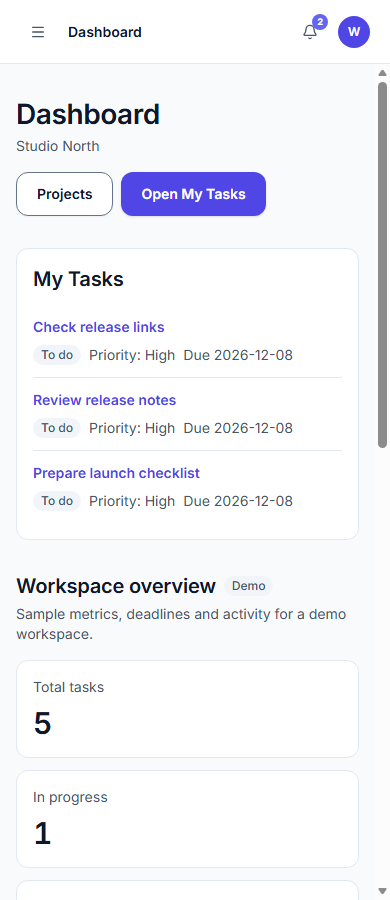 Dashboard
2
W
Dashboard
Studio North
Projects
Open My Tasks
My Tasks
Check release links
To do Priority: High Due 2026-12-08
Review release notes
To do Priority: High Due 2026-12-08
Prepare launch checklist
To do Priority: High Due 2026-12-08
Workspace overview Demo
Sample metrics, deadlines and activity for a demo
workspace.
Total tasks
5
In progress
1